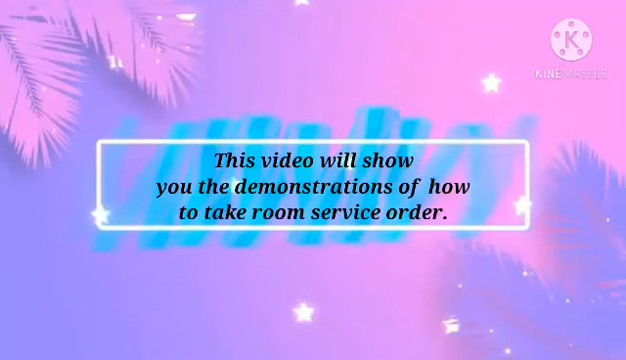 KINEMASTER
This video will show
you the demonstrations of how
to take room service order.